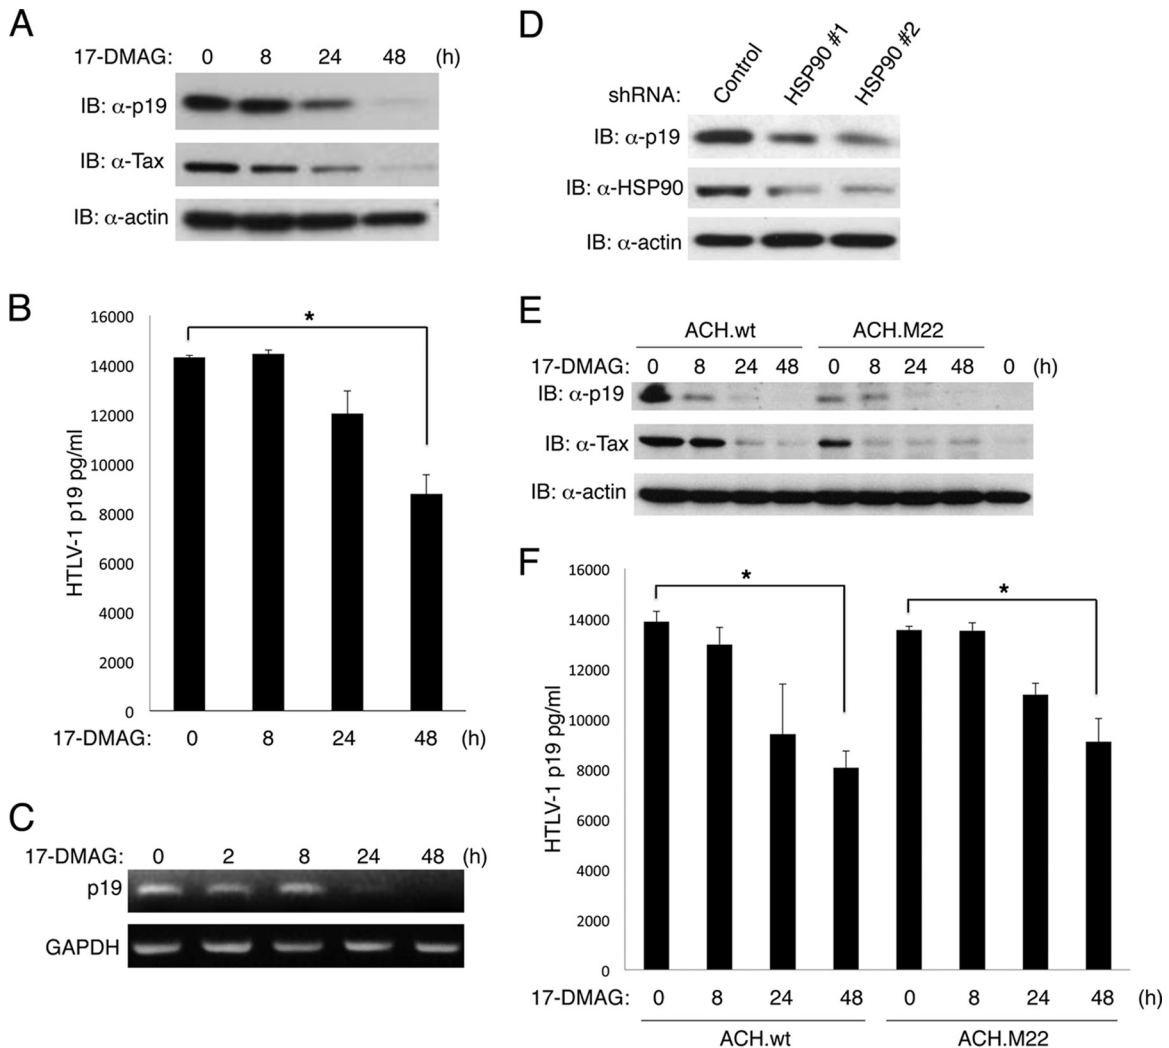 A
17-DMAG: 0 8 24 48 (h)
IB: α-p19
IB: α-Tax
IB: α-actin
B
*
HTLV-1 p19 pg/ml
16000
14000
12000
10000
8000
6000
4000
2000
0
17-DMAG: 0 8 24 48 (h)
C
17-DMAG: 0 2 8 24 48 (h)
p19
GAPDH
D
shRNA: Control HSP90 #1 HSP90 #2
IB: α-p19
IB: α-HSP90
IB: α-actin
E
ACH.wt ACH.M22
17-DMAG: 0 8 24 48 0 8 24 48 0 (h)
IB: α-p19
IB: α-Tax
IB: α-actin
F
* *
HTLV-1 p19 pg/ml
16000
14000
12000
10000
8000
6000
4000
2000
0
17-DMAG: 0 8 24 48 0 8 24 48 (h)
ACH.wt ACH.M22